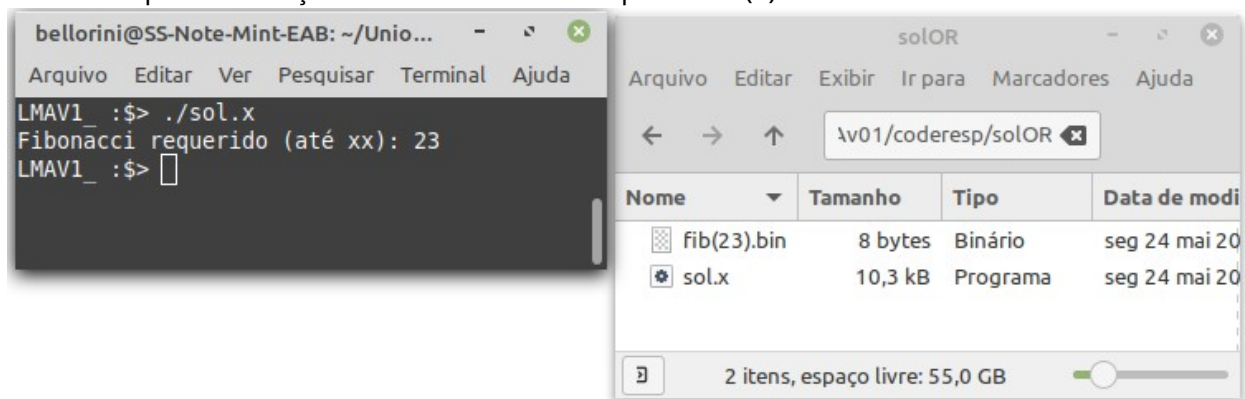 bellorini@SS-Note-Mint-EAB: ~/Unio...
Arquivo Editar Ver Pesquisar Terminal Ajuda
LMAV1_ :$> ./sol.x
Fibonacci requerido (até xx): 23
LMAV1_ :$>
solOR
Arquivo Editar Exibir Ir para Marcadores Ajuda
Av01/coderesp/solOR
Nome Tamanho Tipo Data de modi
fib(23).bin 8 bytes Binário seg 24 mai 20
sol.x 10,3 kB Programa seg 24 mai 20
2 itens, espaço livre: 55,0 GB